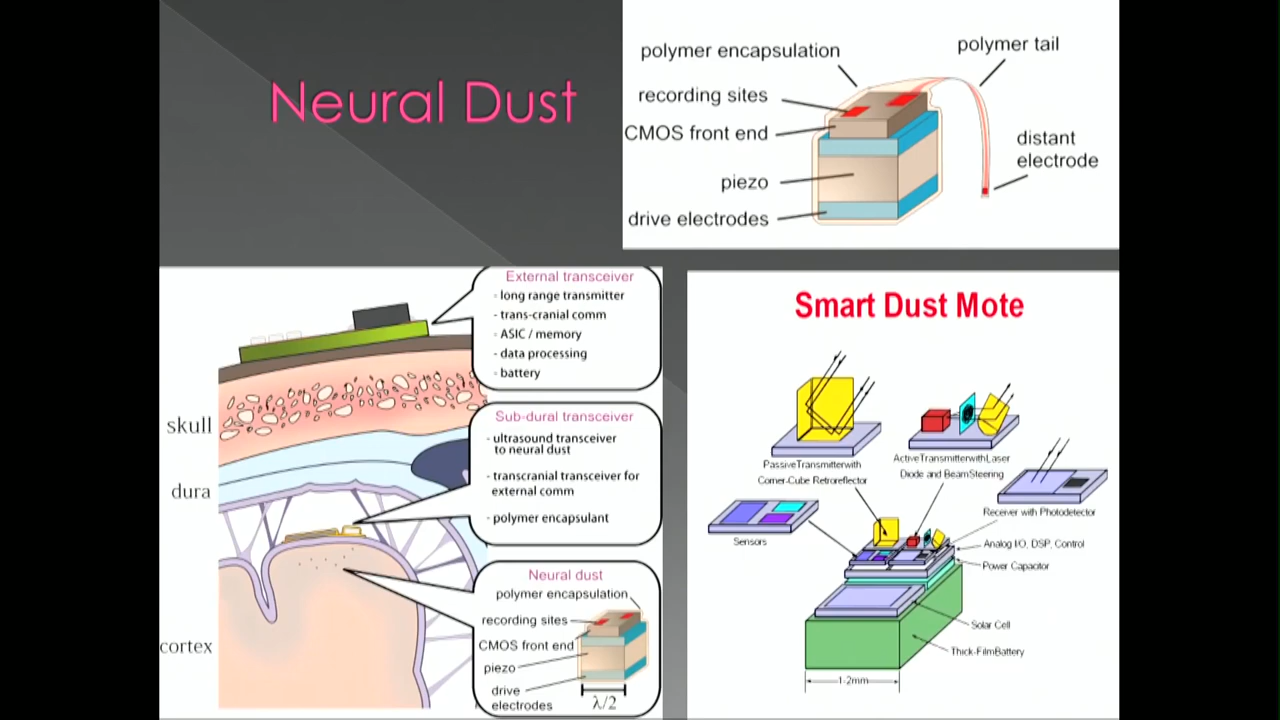 Neural Dust
polymer encapsulation
polymer tail
recording sites
CMOS front end
distant
electrode
piezo
drive electrodes
External transceiver
- long range transmitter
- trans-cranial comm
- ASIC / memory
- data processing
- battery
skull
Sub-dural transceiver
- ultrasound transceiver
to neural dust
- transcranial transceiver for
external comm
- polymer encapsulant
dura
Neural dust
polymer encapsulation
recording sites
CMOS front end
piezo
drive
electrodes
λ/2
cortex
Smart Dust Mote
Passive Transmitter with
Corner-Cube Retroreflector
Active Transmitter with Laser
Diode and Beam Steering
Receiver with Photodetector
Sensors
Analog I/O, DSP, Control
Power Capacitor
Solar Cell
Thick-Film Battery
1-2mm